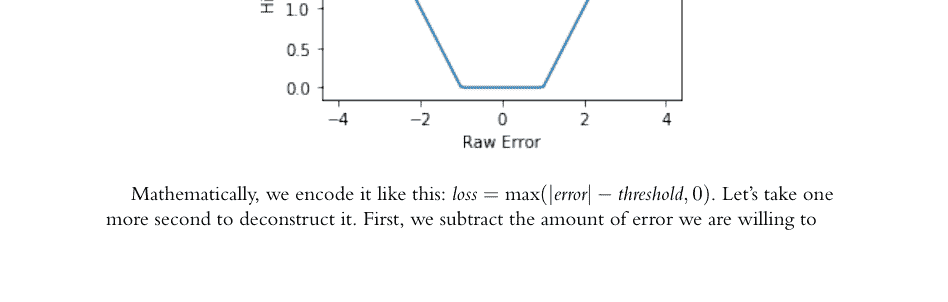 1.0
0.5
0.0
−4 −2 0 2 4
Raw Error
Mathematically, we encode it like this: loss = max(|error| − threshold, 0). Let’s take one
more second to deconstruct it. First, we subtract the amount of error we are willing to